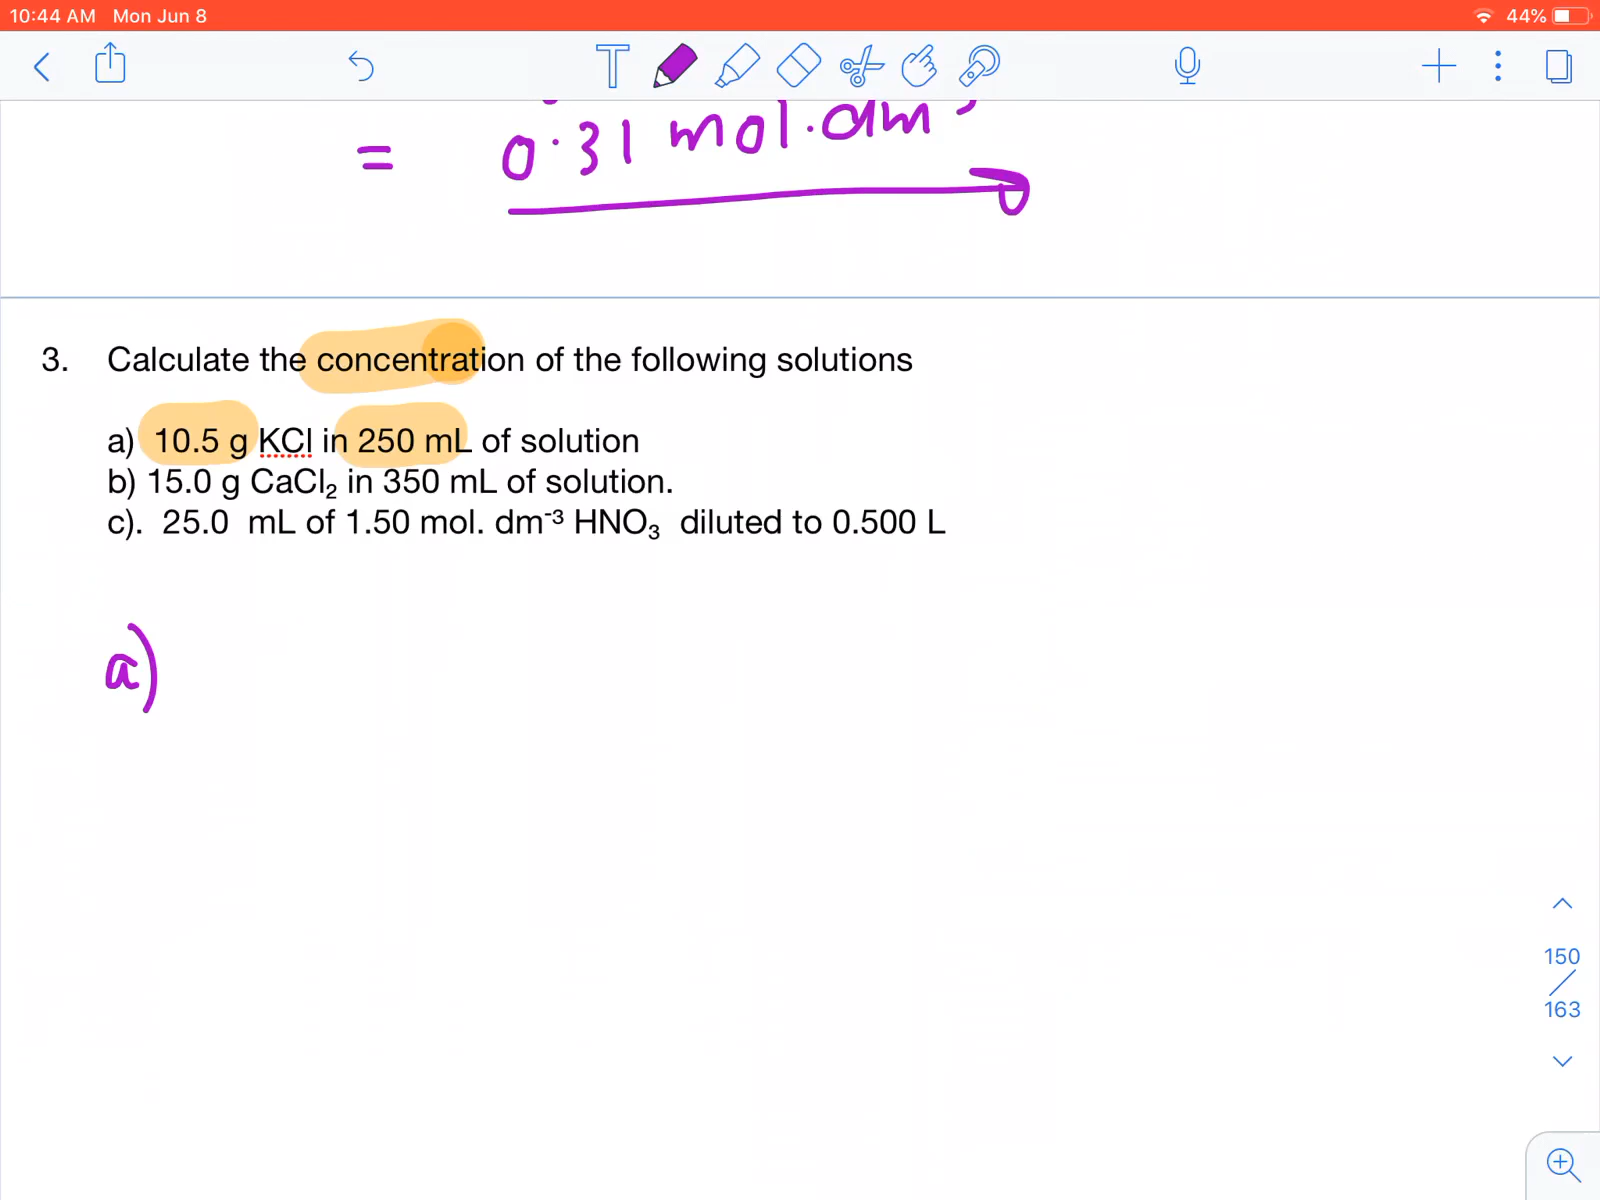 10:44 AM Mon Jun 8 44%
T
= 0.31 mol.dm
3. Calculate the concentration of the following solutions
a) 10.5 g KCl in 250 mL of solution
b) 15.0 g CaCl₂ in 350 mL of solution.
c). 25.0 mL of 1.50 mol. dm⁻³ HNO₃ diluted to 0.500 L
a)
150
163